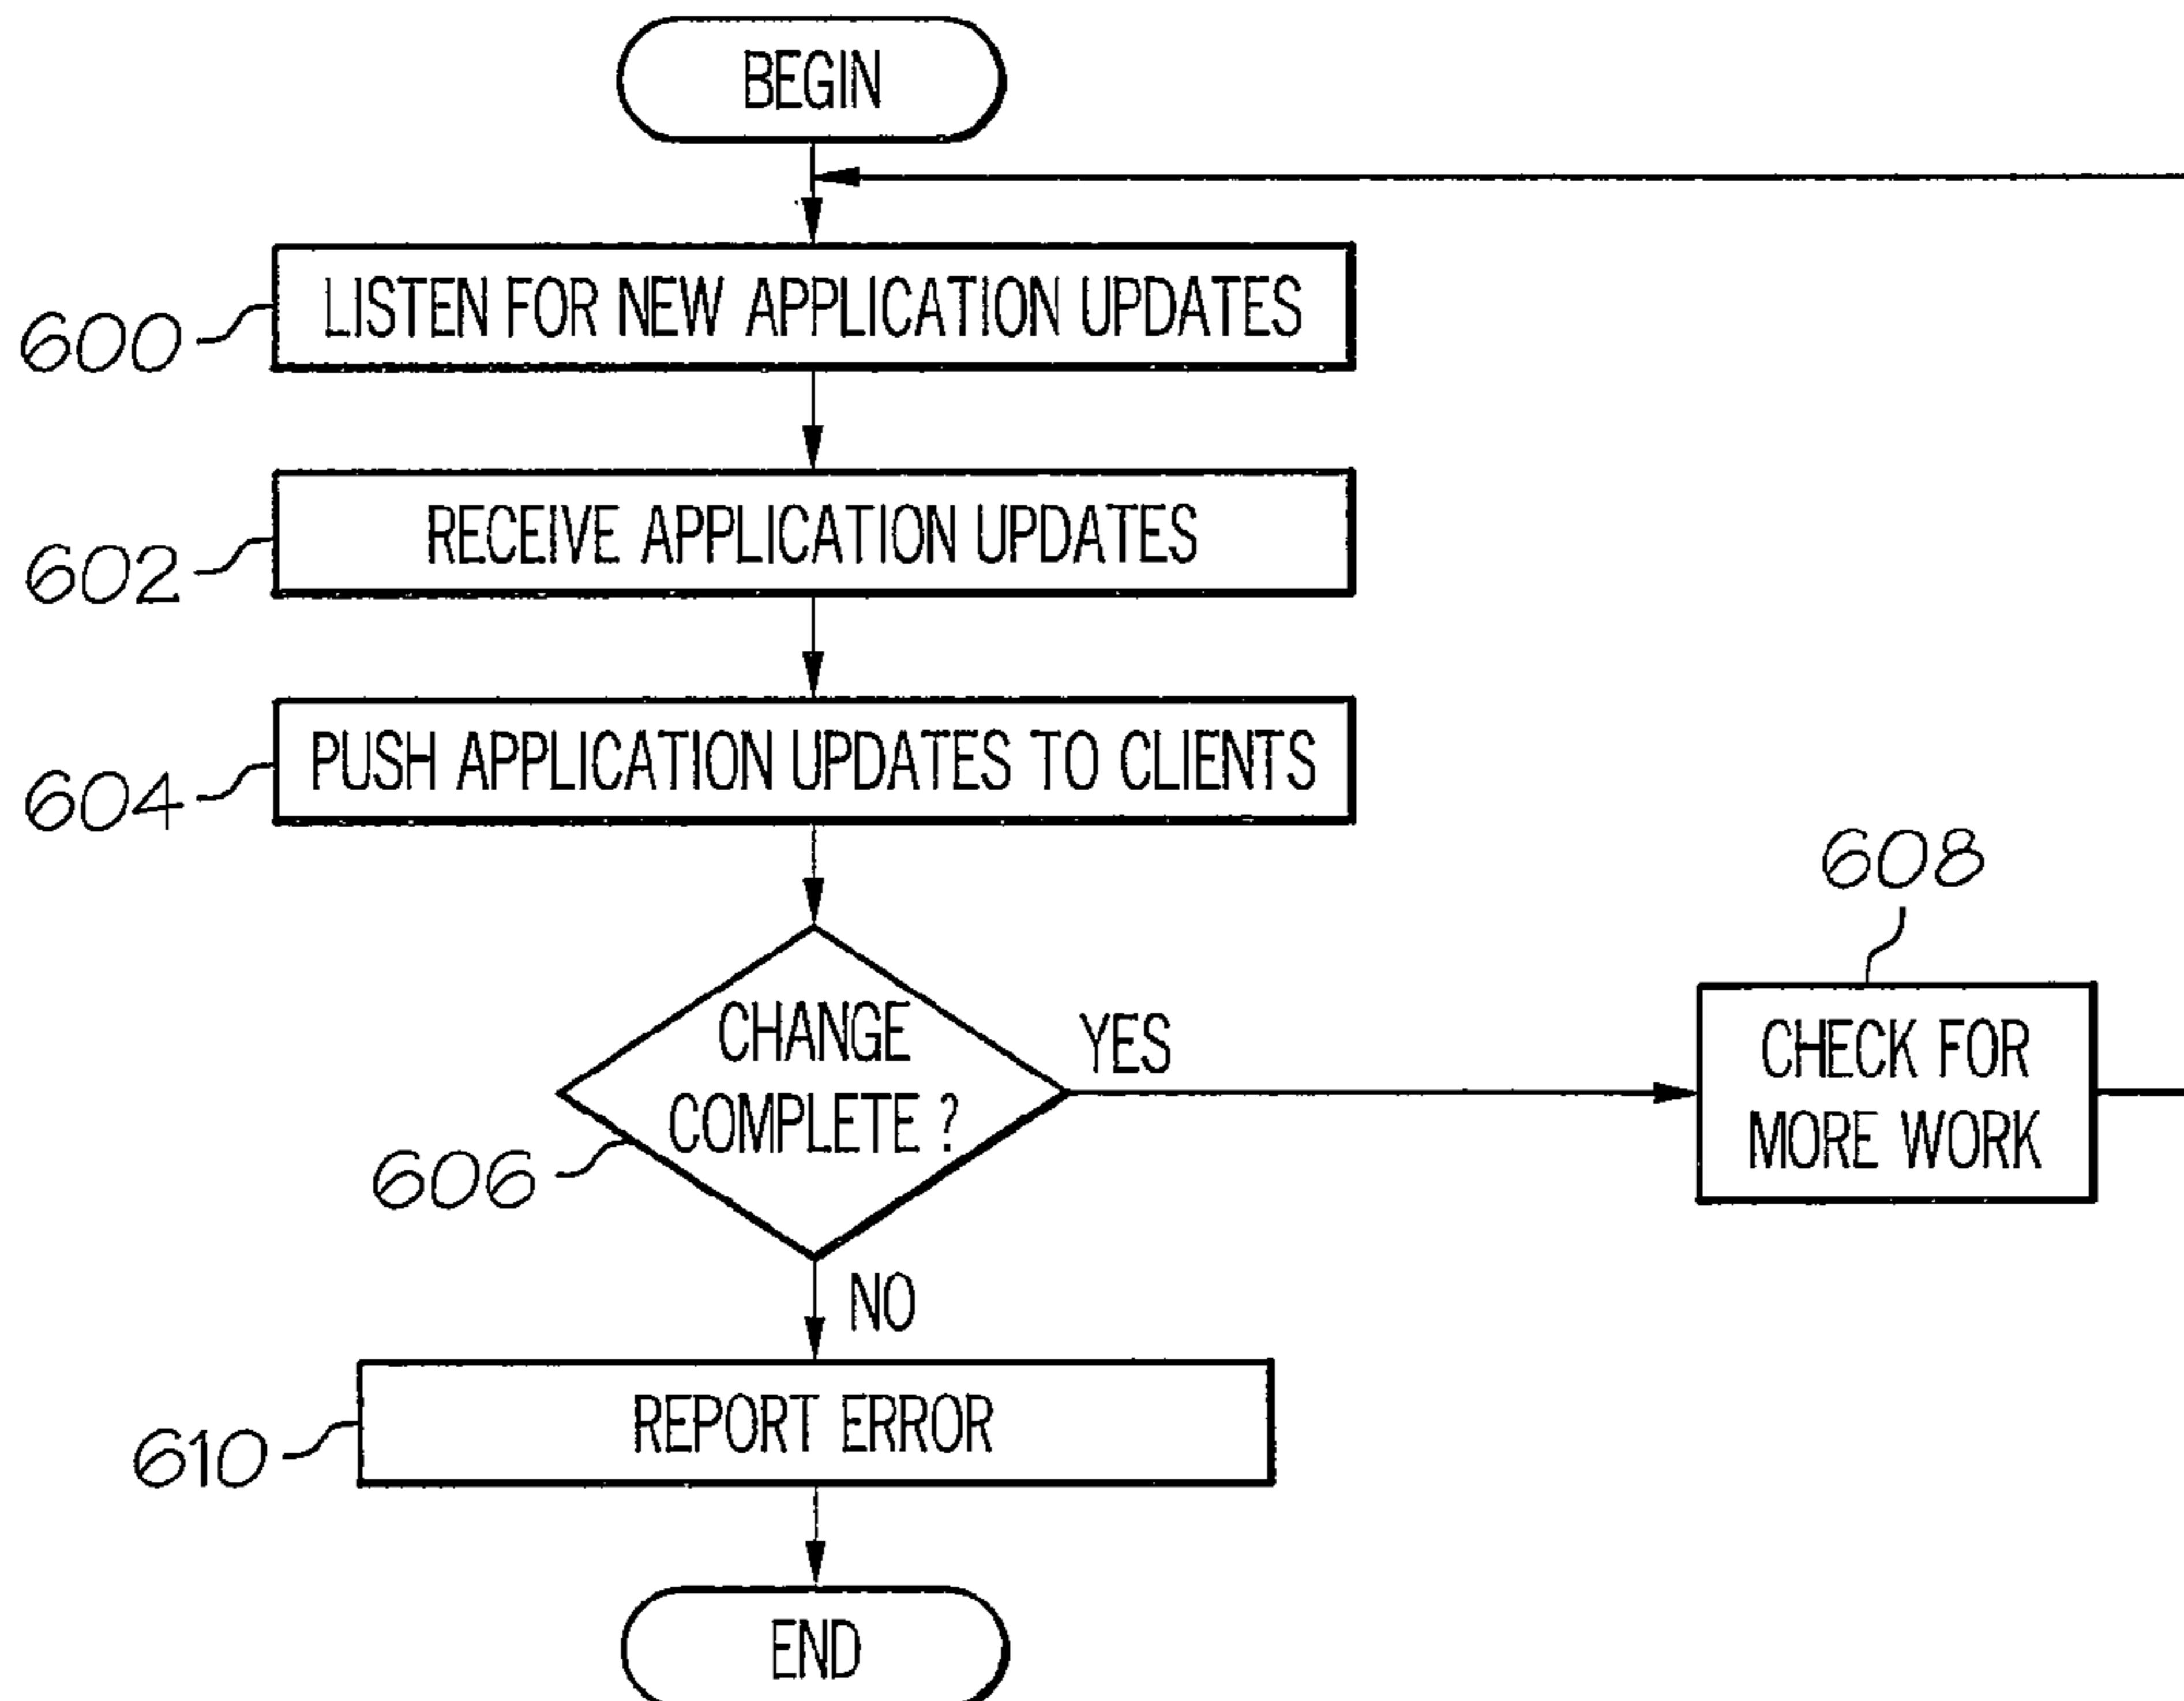 BEGIN
LISTEN FOR NEW APPLICATION UPDATES
600
RECEIVE APPLICATION UPDATES
602
PUSH APPLICATION UPDATES TO CLIENTS
604
608
CHANGE
COMPLETE ?
YES
606
CHECK FOR
MORE WORK
NO
REPORT ERROR
610
END